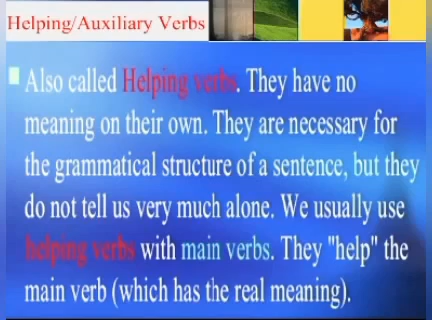 Helping/Auxiliary Verbs
Also called Helping verbs. They have no
meaning on their own. They are necessary for
the grammatical structure of a sentence, but they
do not tell us very much alone. We usually use
helping verbs with main verbs. They "help" the
main verb (which has the real meaning).